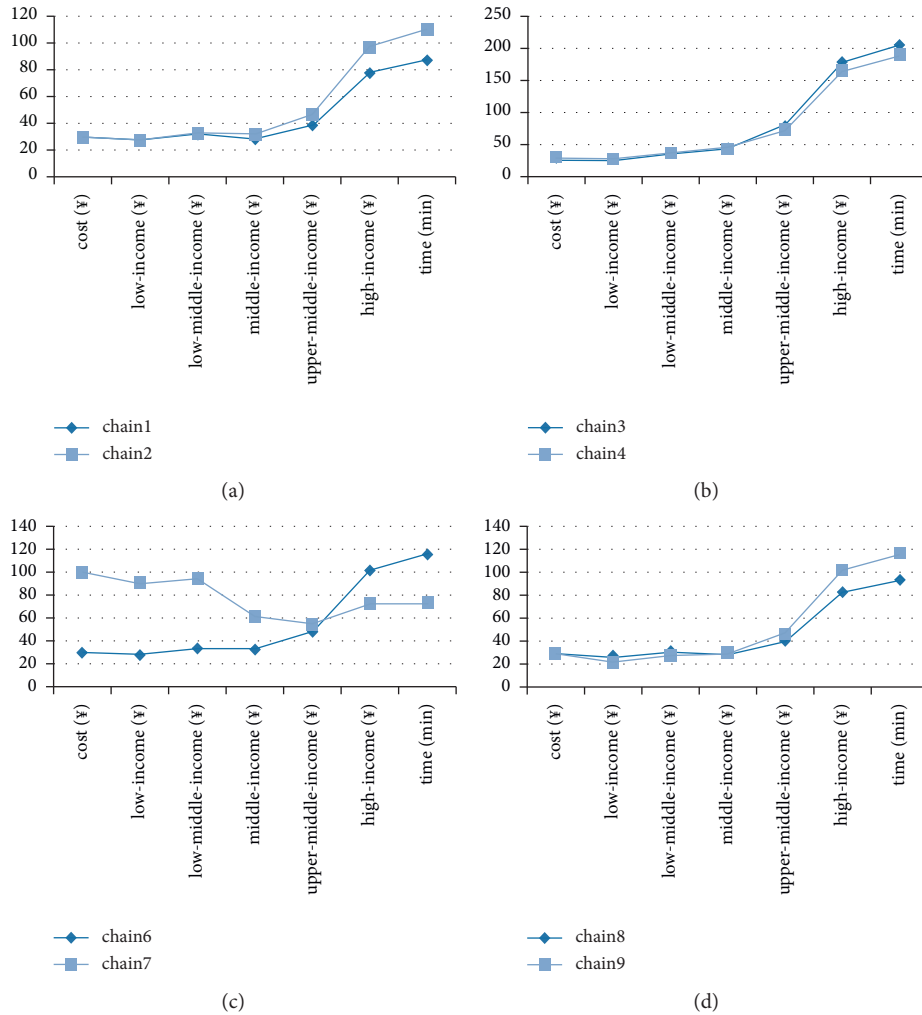 120
100
80
60
40
20
0
cost (¥)
low-income (¥)
low-middle-income (¥)
middle-income (¥)
upper-middle-income (¥)
high-income (¥)
time (min)
chain1
chain2
(a)
250
200
150
100
50
0
cost (¥)
low-income (¥)
low-middle-income (¥)
middle-income (¥)
upper-middle-income (¥)
high-income (¥)
time (min)
chain3
chain4
(b)
140
120
100
80
60
40
20
0
cost (¥)
low-income (¥)
low-middle-income (¥)
middle-income (¥)
upper-middle-income (¥)
high-income (¥)
time (min)
chain6
chain7
(c)
140
120
100
80
60
40
20
0
cost (¥)
low-income (¥)
low-middle-income (¥)
middle-income (¥)
upper-middle-income (¥)
high-income (¥)
time (min)
chain8
chain9
(d)